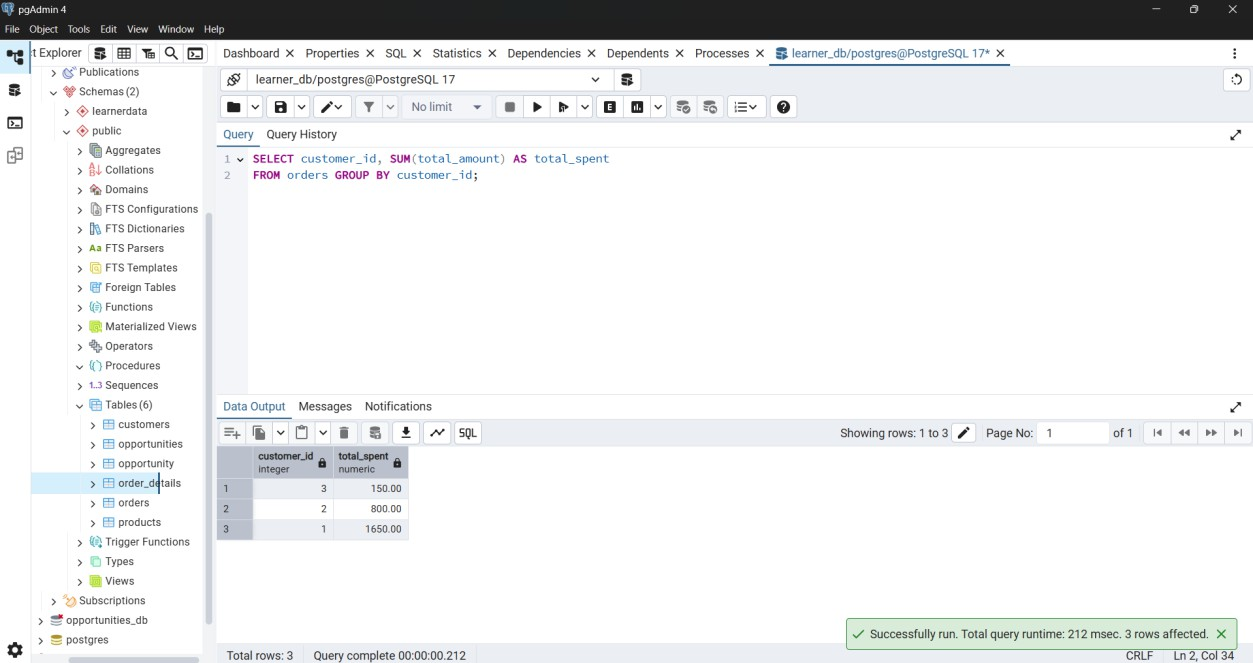 pgAdmin 4
File Object Tools Edit View Window Help
t Explorer
Dashboard Properties SQL Statistics Dependencies Dependents Processes learner_db/postgres@PostgreSQL 17*
Publications
Schemas (2)
learnerdata
public
Aggregates
Collations
Domains
FTS Configurations
FTS Dictionaries
Aa FTS Parsers
FTS Templates
Foreign Tables
Functions
Materialized Views
Operators
Procedures
1..3 Sequences
Tables (6)
customers
opportunities
opportunity
order_details
orders
products
Trigger Functions
Types
Views
Subscriptions
opportunities_db
postgres
learner_db/postgres@PostgreSQL 17
No limit
E
Query Query History
1 SELECT customer_id, SUM(total_amount) AS total_spent
2 FROM orders GROUP BY customer_id;
Data Output Messages Notifications
SQL
Showing rows: 1 to 3 Page No: 1 of 1
customer_id total_spent
integer numeric
1 3 150.00
2 2 800.00
3 1 1650.00
Successfully run. Total query runtime: 212 msec. 3 rows affected.
Total rows: 3 Query complete 00:00:00.212 CRLF Ln 2, Col 34